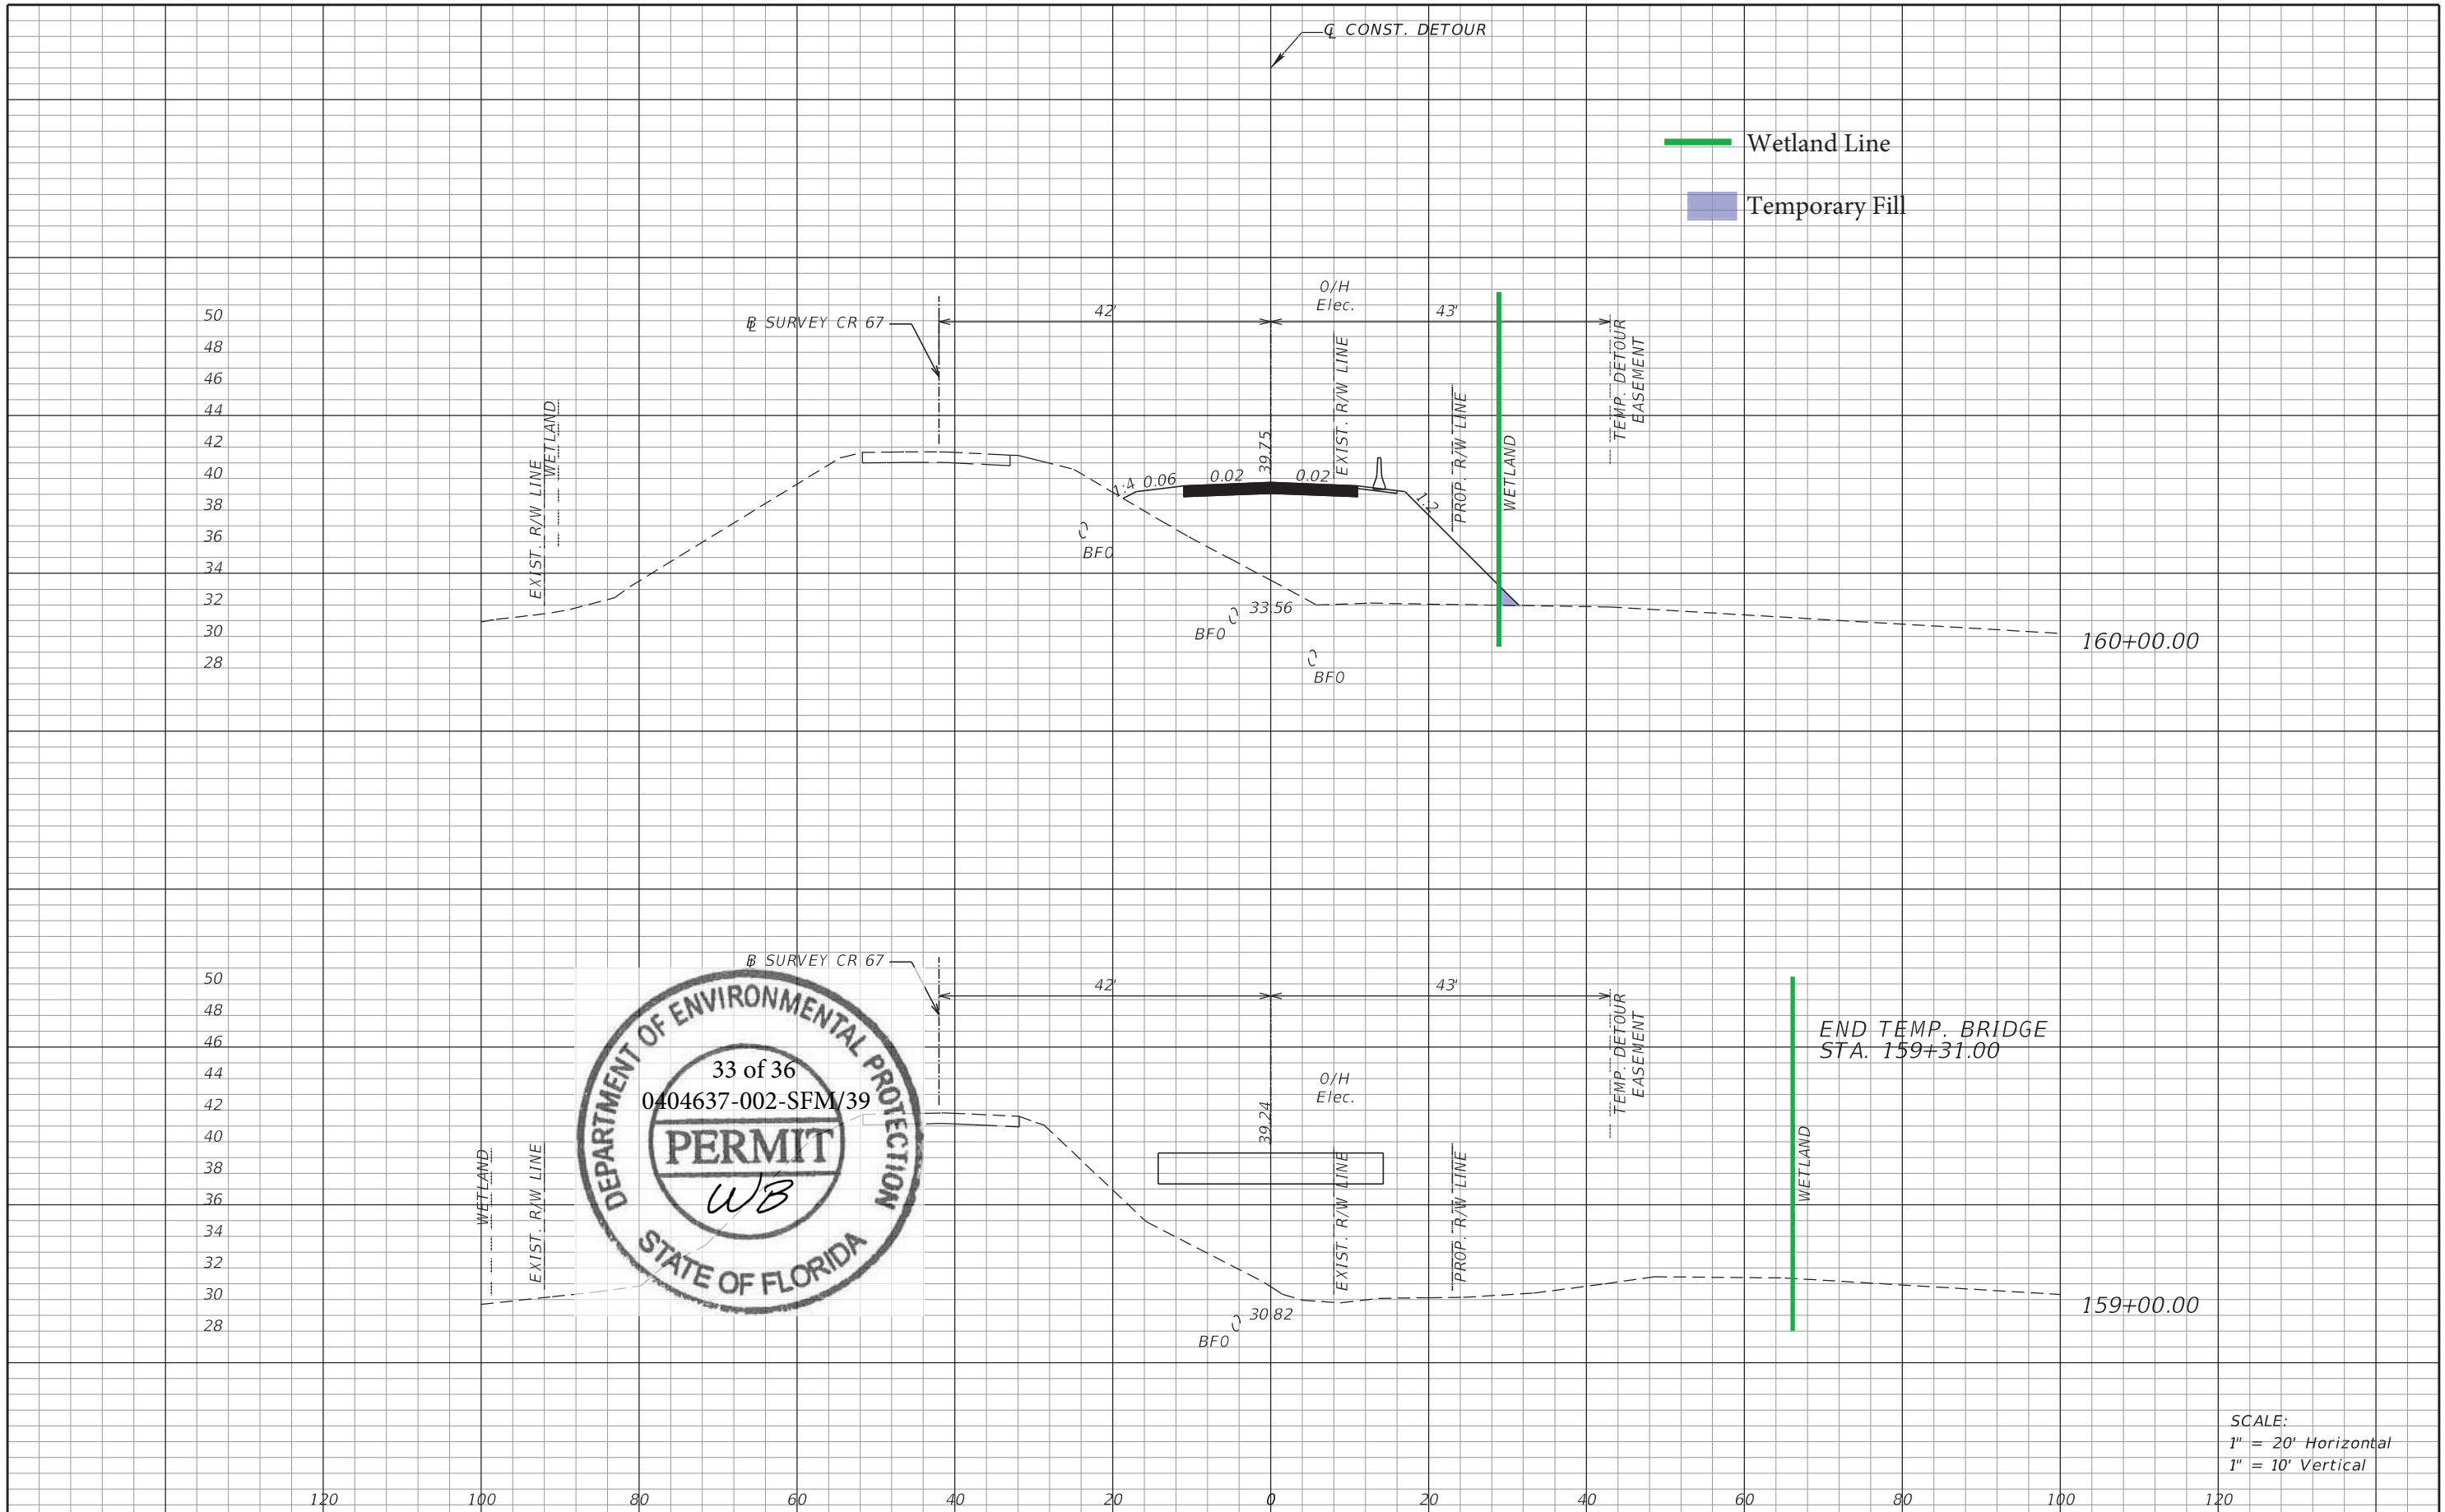 ℄ CONST. DETOUR
Wetland Line
Temporary Fill
50
48
46
44
42
40
38
36
34
32
30
28
EXIST. R/W LINE
WETLAND
℄ SURVEY CR 67
42'
O/H
Elec.
43'
1:4
0.06
0.02
39.75
0.02
EXIST. R/W LINE
1:2
PROP. R/W LINE
WETLAND
TEMP. DETOUR
EASEMENT
BFO
33.56
BFO
BFO
160+00.00
50
48
46
44
42
40
38
36
34
32
30
28
WETLAND
EXIST. R/W LINE
℄ SURVEY CR 67
42'
43'
O/H
Elec.
39.24
EXIST. R/W LINE
PROP. R/W LINE
TEMP. DETOUR
EASEMENT
WETLAND
END TEMP. BRIDGE
STA. 159+31.00
30.82
BFO
159+00.00
DEPARTMENT OF ENVIRONMENTAL PROTECTION
33 of 36
0404637-002-SFM/39
PERMIT
WB
STATE OF FLORIDA
SCALE:
1" = 20' Horizontal
1" = 10' Vertical
120 100 80 60 40 20 0 20 40 60 80 100 120